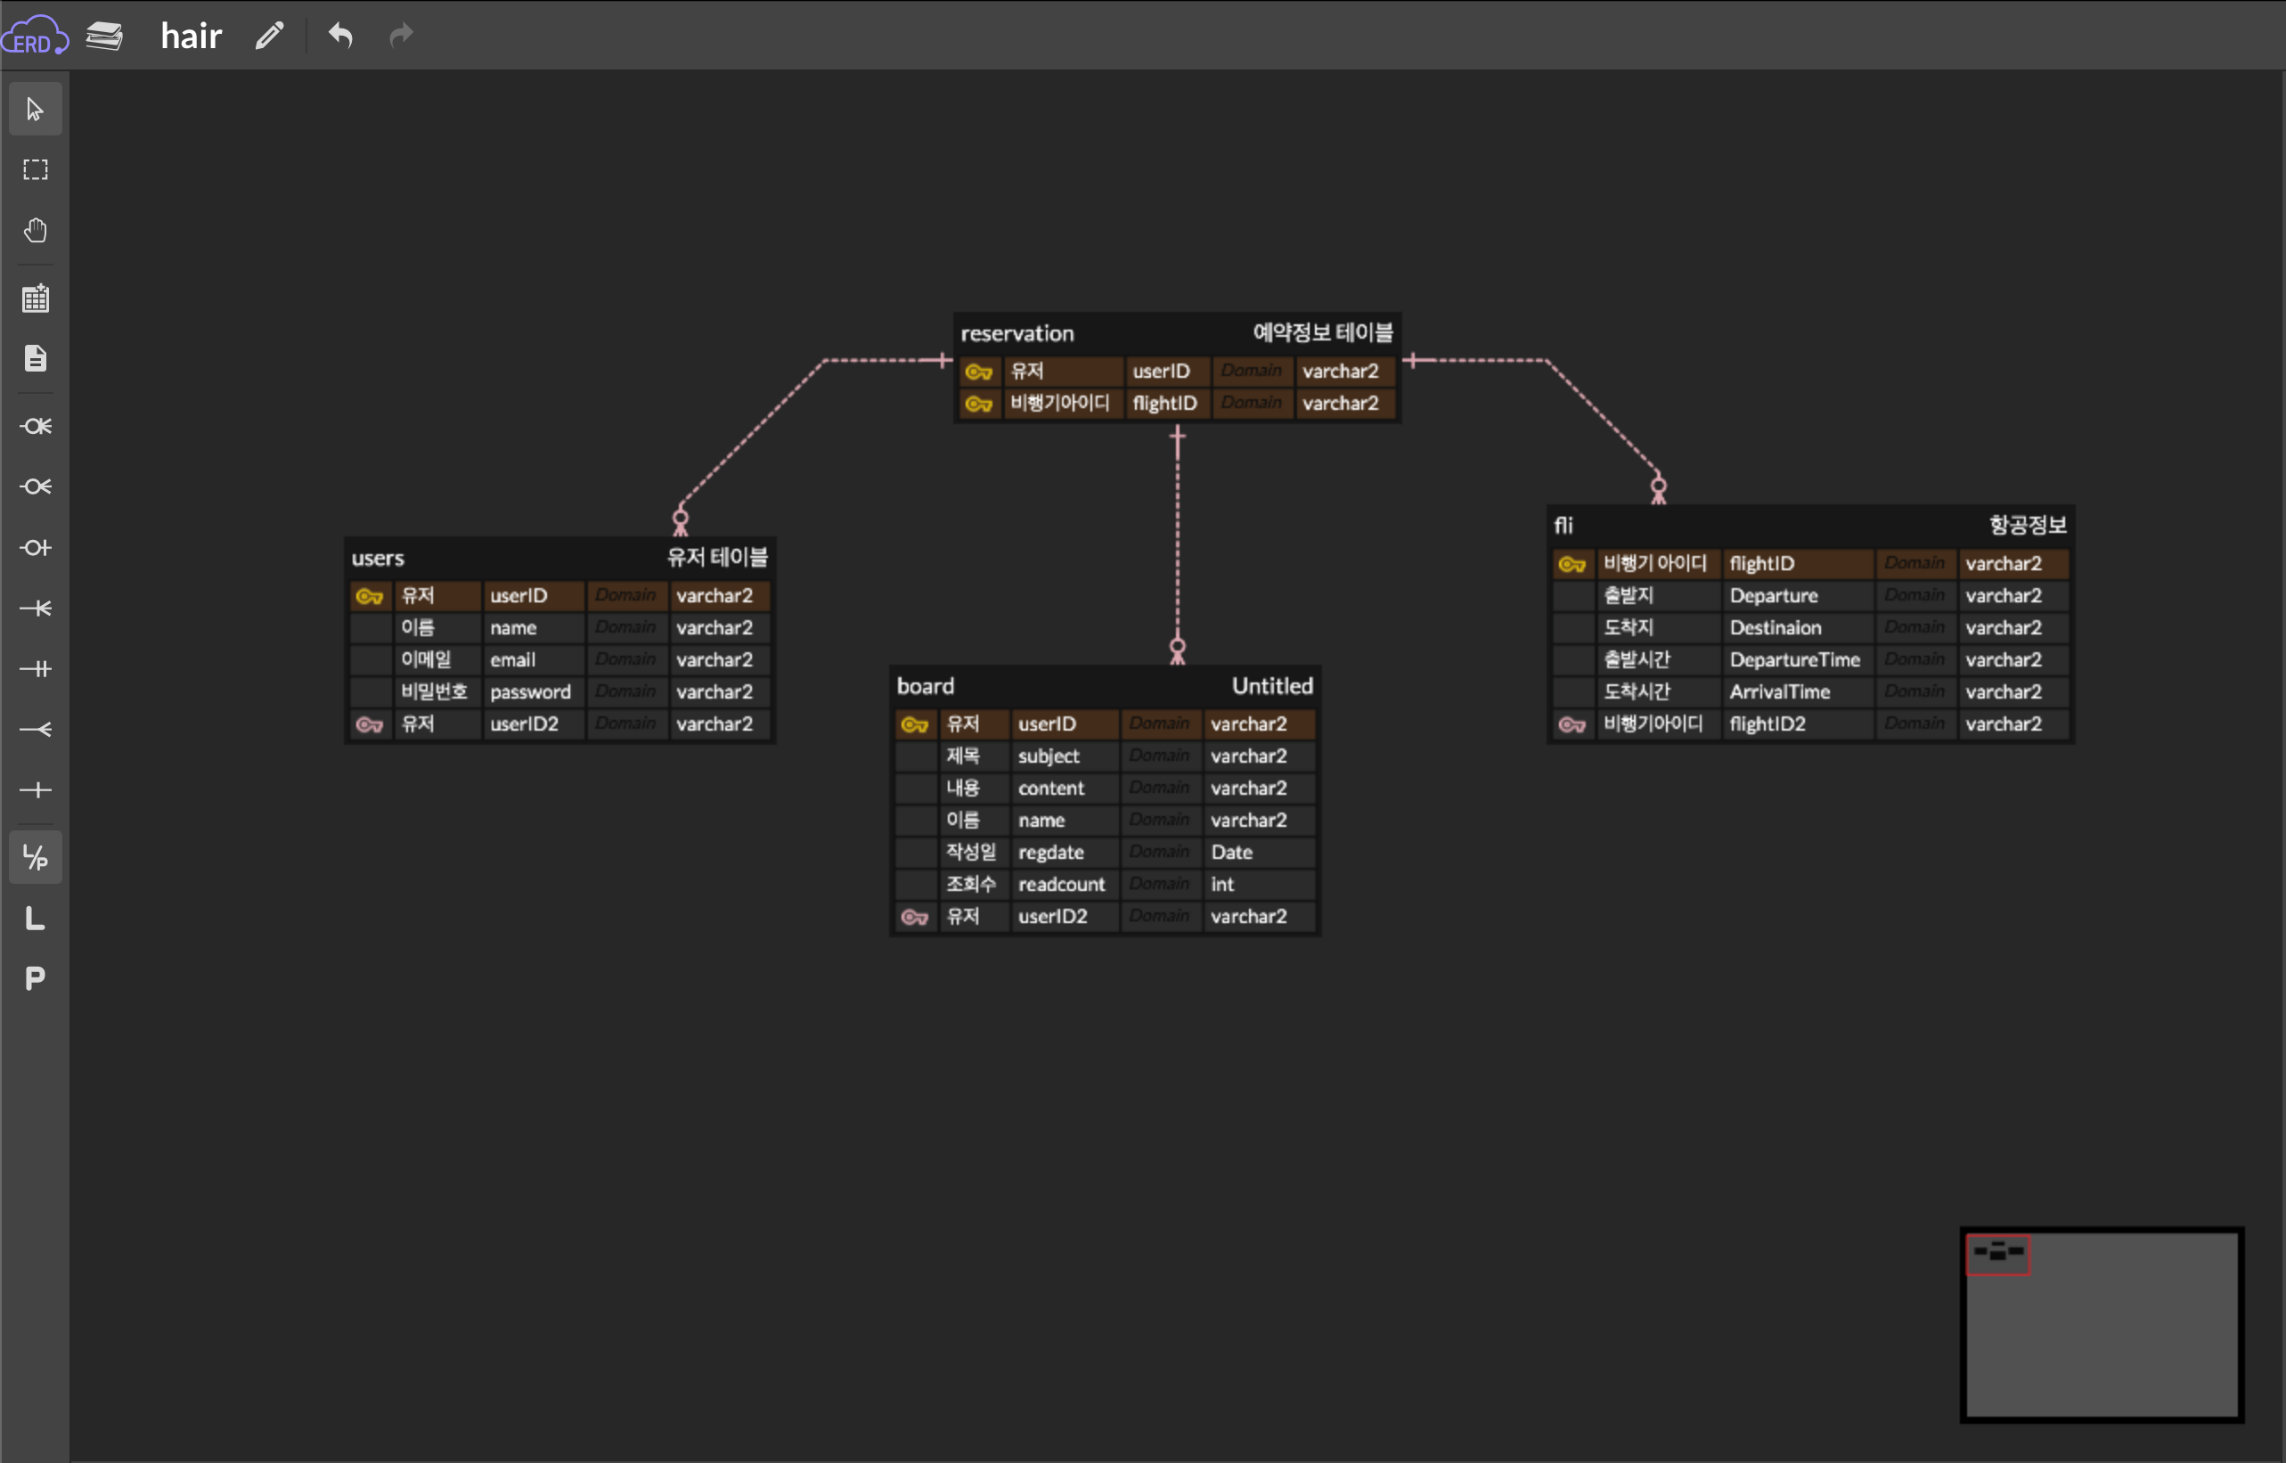 ERD
hair
reservation 예약정보 테이블
유저 userID Domain varchar2
비행기아이디 flightID Domain varchar2
users 유저 테이블
유저 userID Domain varchar2
이름 name Domain varchar2
이메일 email Domain varchar2
비밀번호 password Domain varchar2
유저 userID2 Domain varchar2
board Untitled
유저 userID Domain varchar2
제목 subject Domain varchar2
내용 content Domain varchar2
이름 name Domain varchar2
작성일 regdate Domain Date
조회수 readcount Domain int
유저 userID2 Domain varchar2
fli 항공정보
비행기 아이디 flightID Domain varchar2
출발지 Departure Domain varchar2
도착지 Destinaion Domain varchar2
출발시간 DepartureTime Domain varchar2
도착시간 ArrivalTime Domain varchar2
비행기아이디 flightID2 Domain varchar2
L/P
L
P